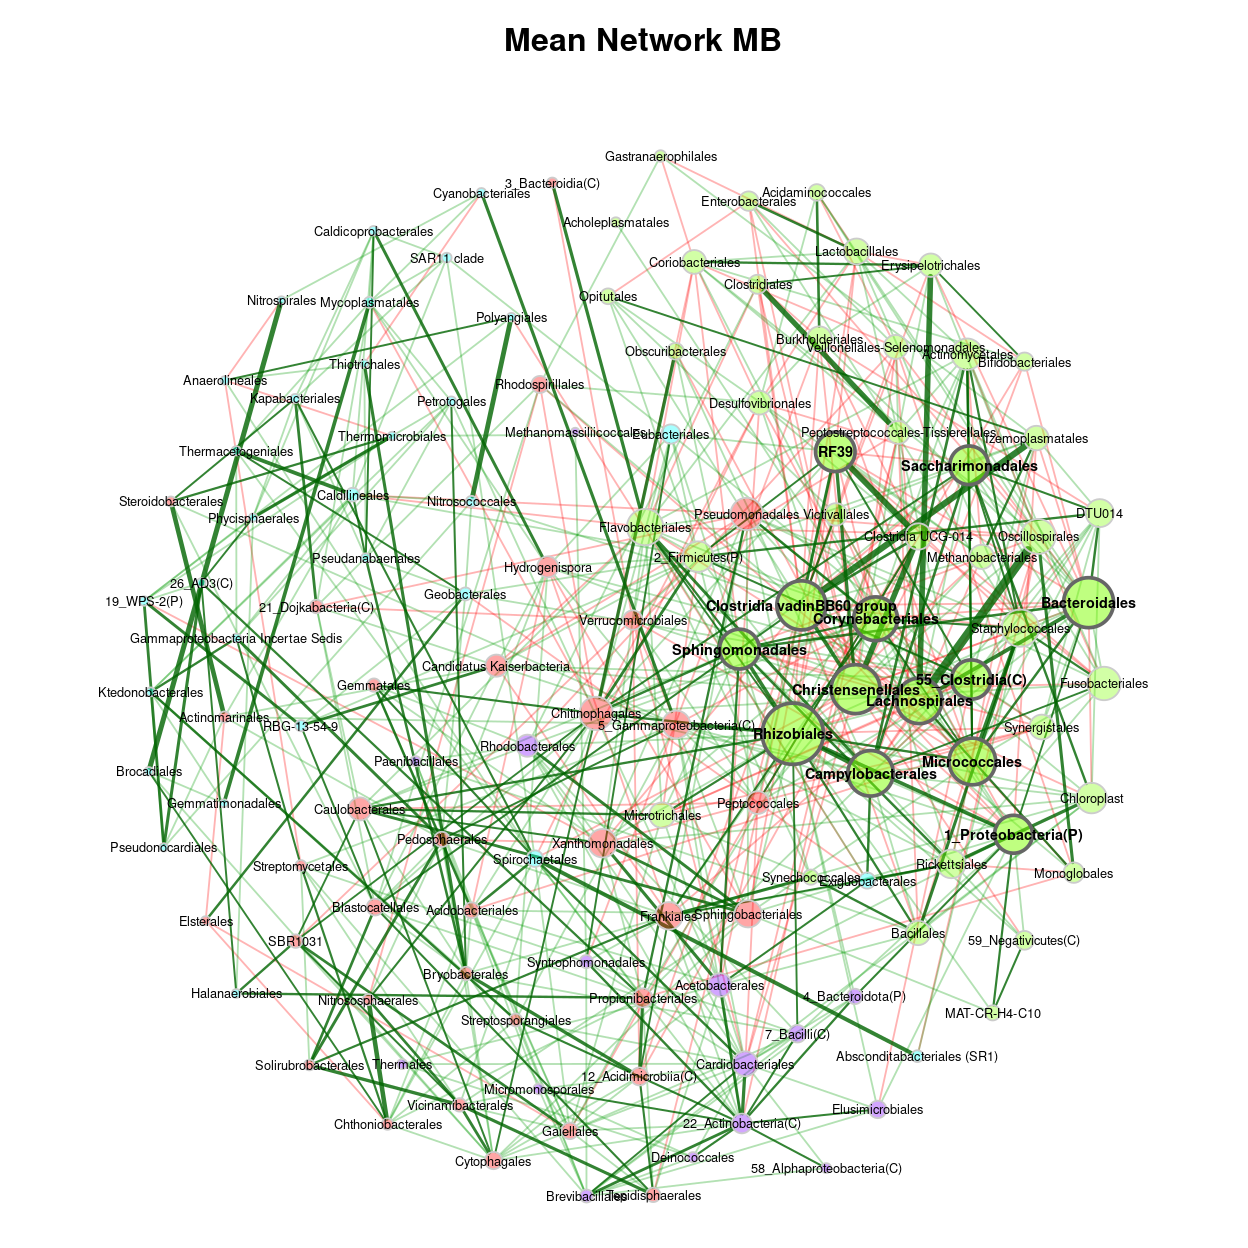 Mean Network MB
Gastranaerophilales
3_Bacteroidia(C)
Cyanobacteriales
Acidaminococcales
Enterobacterales
Acholeplasmatales
Caldicoprobacterales
Lactobacillales
SAR11 clade
Coriobacteriales
Erysipelotrichales
Clostridiales
Opitutales
Nitrospirales
Mycoplasmatales
Polyangiales
Burkholderiales
Veillonellales-Selenomonadales
Obscuribacterales
Actinomycetales
Bifidobacteriales
Thiotrichales
Anaerolineales
Rhodospirillales
Kapabacteriales
Petrotogales
Desulfovibrionales
Methanomassiliicoccales
Eubacteriales
Peptostreptococcales-Tissierellales
Izemoplasmatales
Thermomicrobiales
Thermacetogeniales
RF39
Saccharimonadales
Caldilineales
Steroidobacterales
Nitrosococcales
Phycisphaerales
Pseudomonadales
Victivallales
DTU014
Flavobacteriales
Clostridia UCG-014
Oscillospirales
Pseudanabaenales
2_Firmicutes(P)
Methanobacteriales
Hydrogenispora
26_AD3(C)
Geobacterales
19_WPS-2(P)
21_Dojkabacteria(C)
Clostridia vadinBB60 group
Bacteroidales
Verrucomicrobiales
Corynebacteriales
Staphylococcales
Gammaproteobacteria Incertae Sedis
Sphingomonadales
Candidatus Kaiserbacteria
55_Clostridia(C)
Fusobacteriales
Gemmatales
Ktedonobacterales
Christensenellales
Lachnospirales
Chitinophagales
Actinomarinales
RBG-13-54-9
5_Gammaproteobacteria(C)
Synergistales
Rhizobiales
Rhodobacterales
Paenibacillales
Micrococcales
Brocadiales
Campylobacterales
Gemmatimonadales
Caulobacterales
Peptococcales
Chloroplast
Microtrichales
1_Proteobacteria(P)
Pedosphaerales
Xanthomonadales
Pseudonocardiales
Spirochaetales
Streptomycetales
Rickettsiales
Monoglobales
Synechococcales
Exiguobacterales
Blastocatellales
Acidobacteriales
Frankiales
Sphingobacteriales
Elsterales
Bacillales
SBR1031
59_Negativicutes(C)
Syntrophomonadales
Bryobacterales
Acetobacterales
Halanaerobiales
Nitrososphaerales
Propionibacteriales
4_Bacteroidota(P)
MAT-CR-H4-C10
Streptosporangiales
7_Bacilli(C)
Absconditabacteriales (SR1)
Solirubrobacterales
Thermales
Cardiobacteriales
12_Acidimicrobiia(C)
Micromonosporales
Vicinamibacterales
Elusimicrobiales
Chthoniobacterales
22_Actinobacteria(C)
Gaiellales
Deinococcales
Cytophagales
58_Alphaproteobacteria(C)
Brevibacillales
Tepidisphaerales